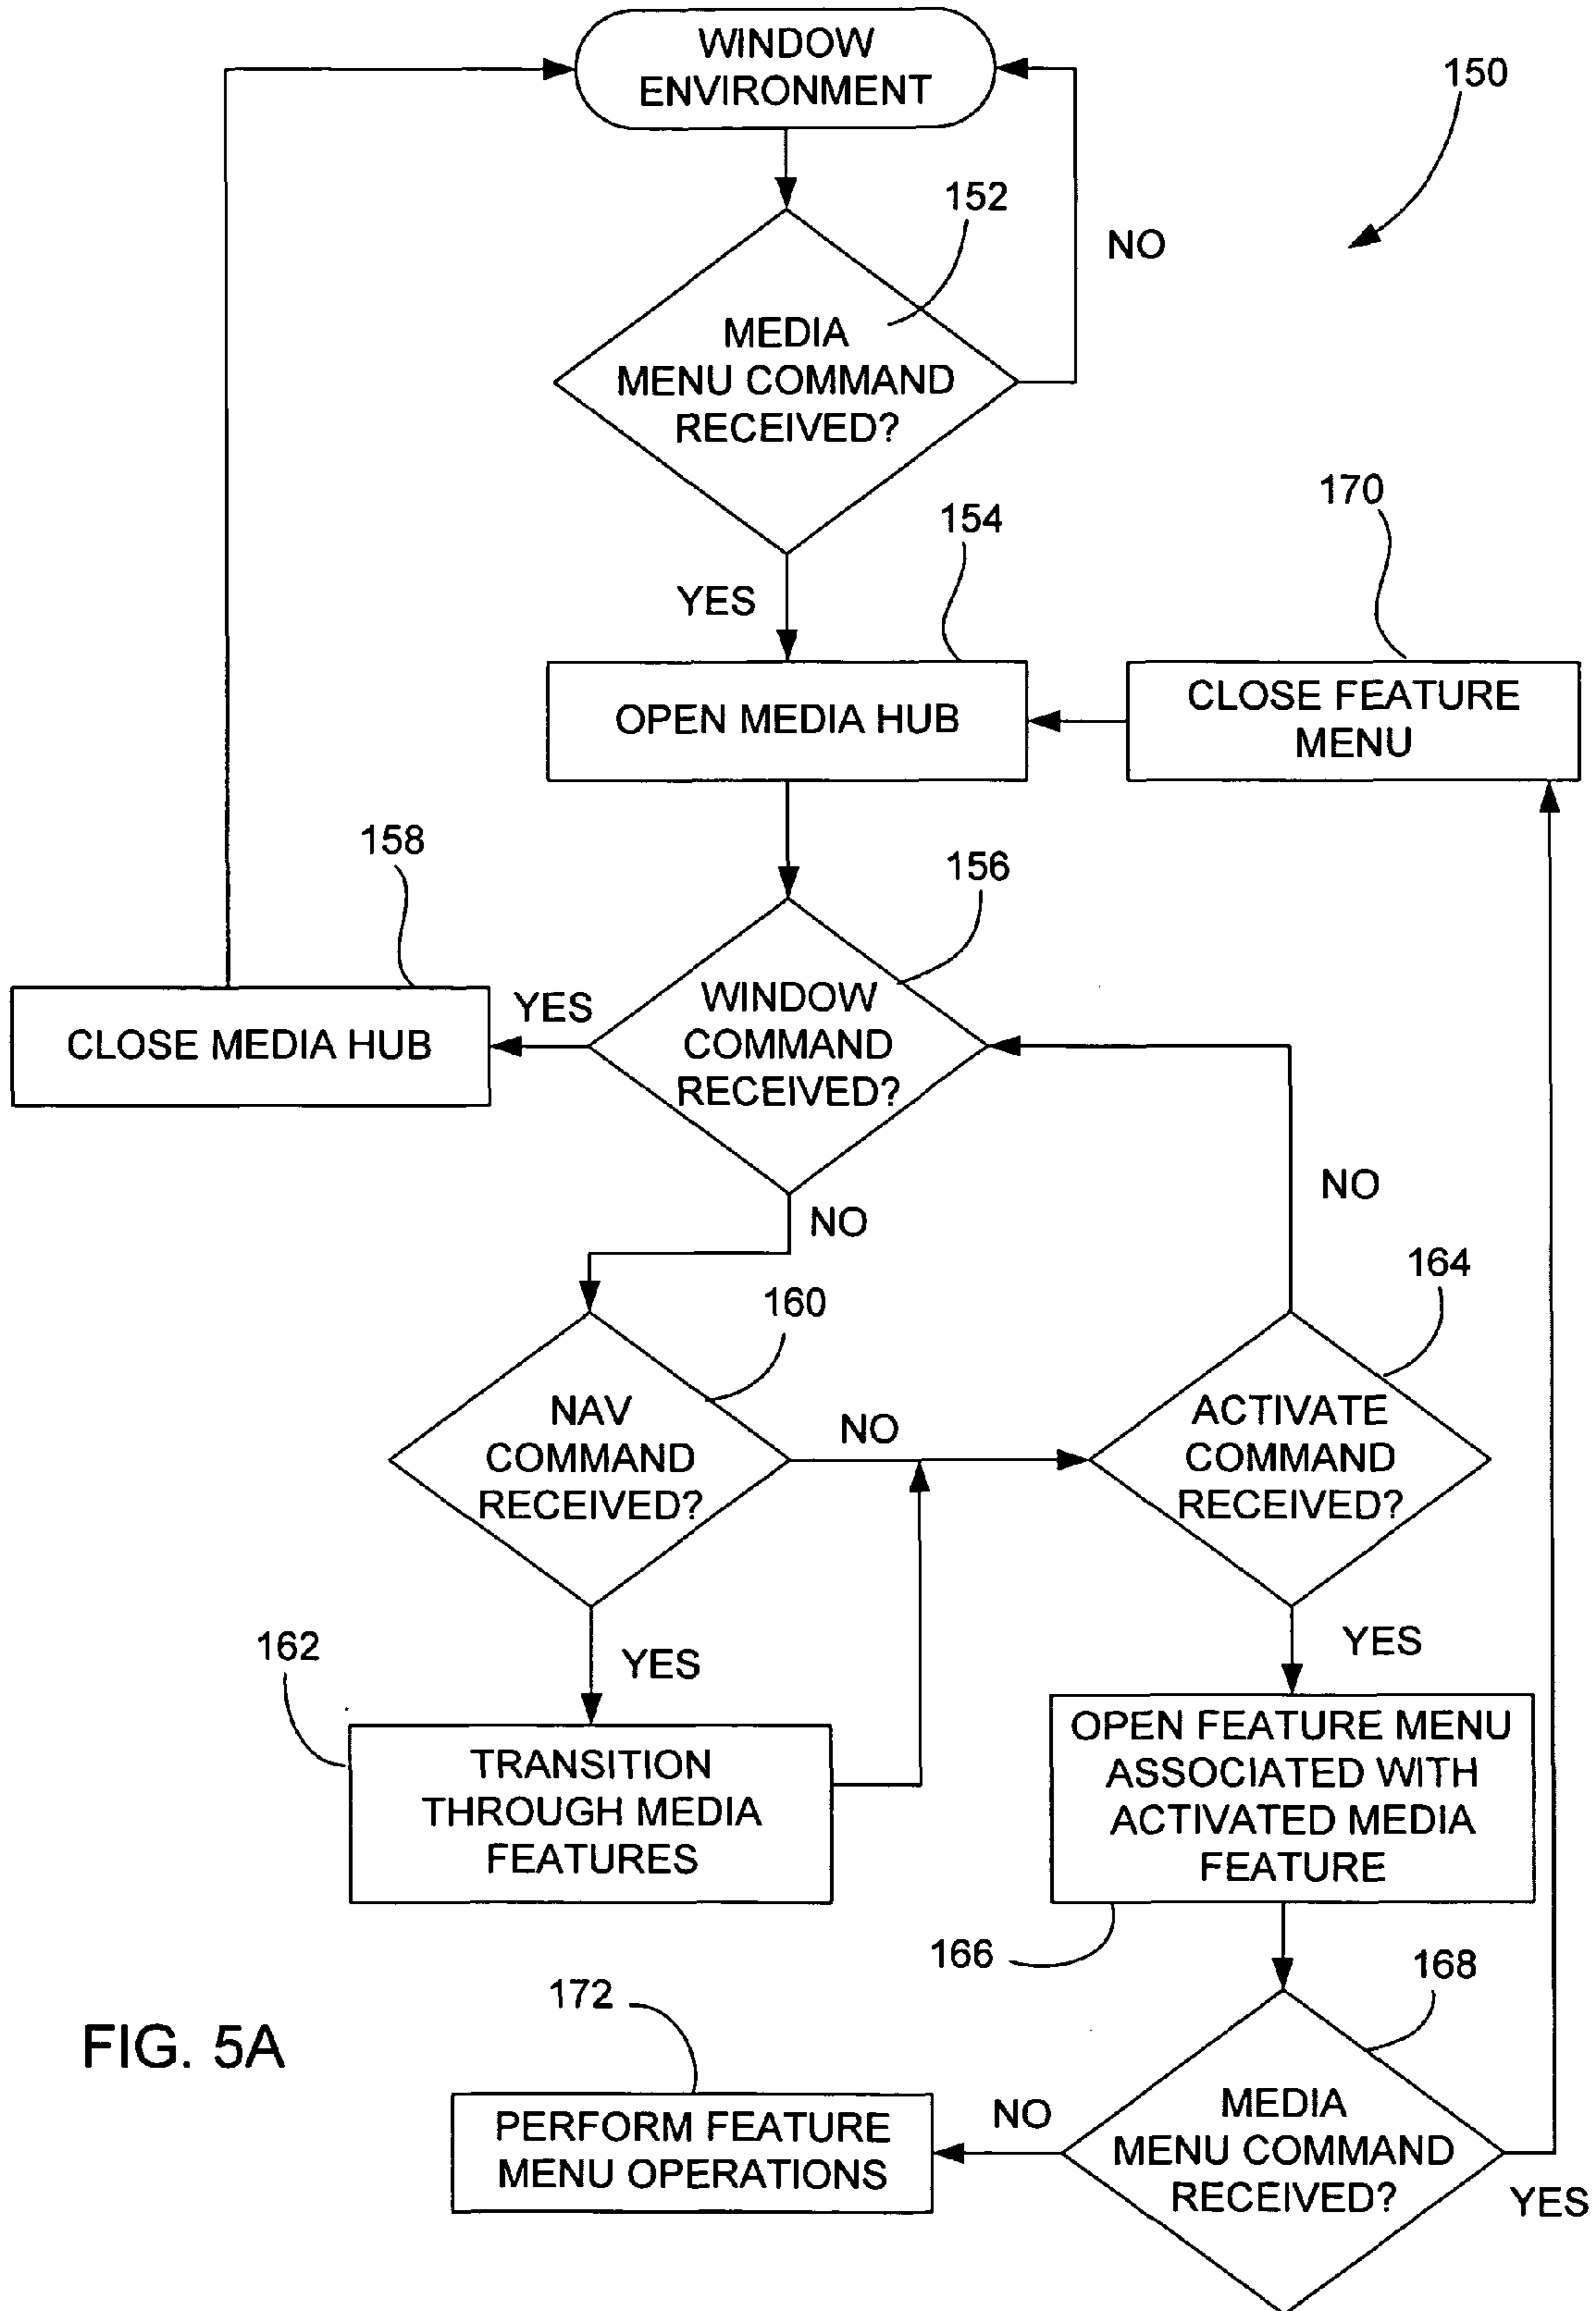 WINDOW
ENVIRONMENT
150
152
NO
MEDIA
MENU COMMAND
RECEIVED?
YES
154
170
OPEN MEDIA HUB
CLOSE FEATURE
MENU
158
156
CLOSE MEDIA HUB
YES
WINDOW
COMMAND
RECEIVED?
NO
NO
160
164
NAV
COMMAND
RECEIVED?
NO
ACTIVATE
COMMAND
RECEIVED?
162
YES
YES
TRANSITION
THROUGH MEDIA
FEATURES
OPEN FEATURE MENU
ASSOCIATED WITH
ACTIVATED MEDIA
FEATURE
166
168
172
FIG. 5A
PERFORM FEATURE
MENU OPERATIONS
NO
MEDIA
MENU COMMAND
RECEIVED?
YES